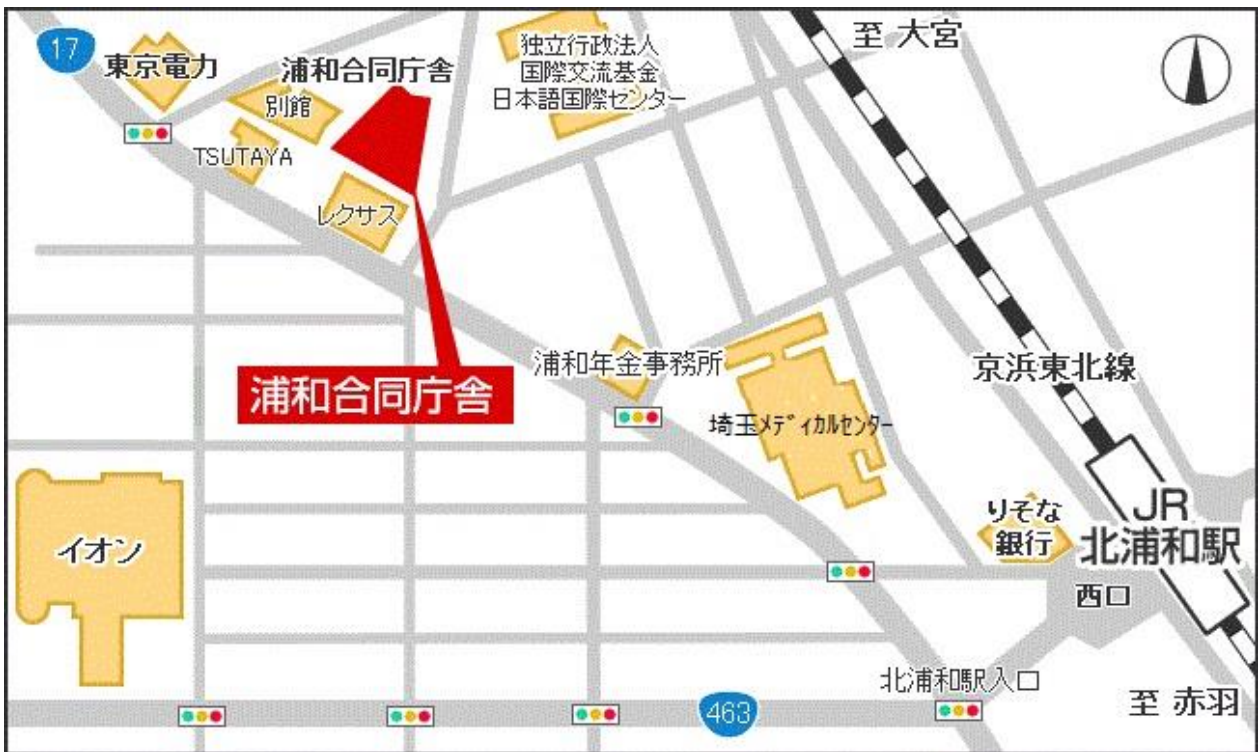 17
東京電力
浦和合同庁舎
別館
TSUTAYA
レクサス
独立行政法人
国際交流基金
日本語国際センター
至 大宮
浦和合同庁舎
浦和年金事務所
埼玉メディカルセンター
京浜東北線
イオン
りそな
銀行
JR
北浦和駅
西口
北浦和駅入口
463
至 赤羽